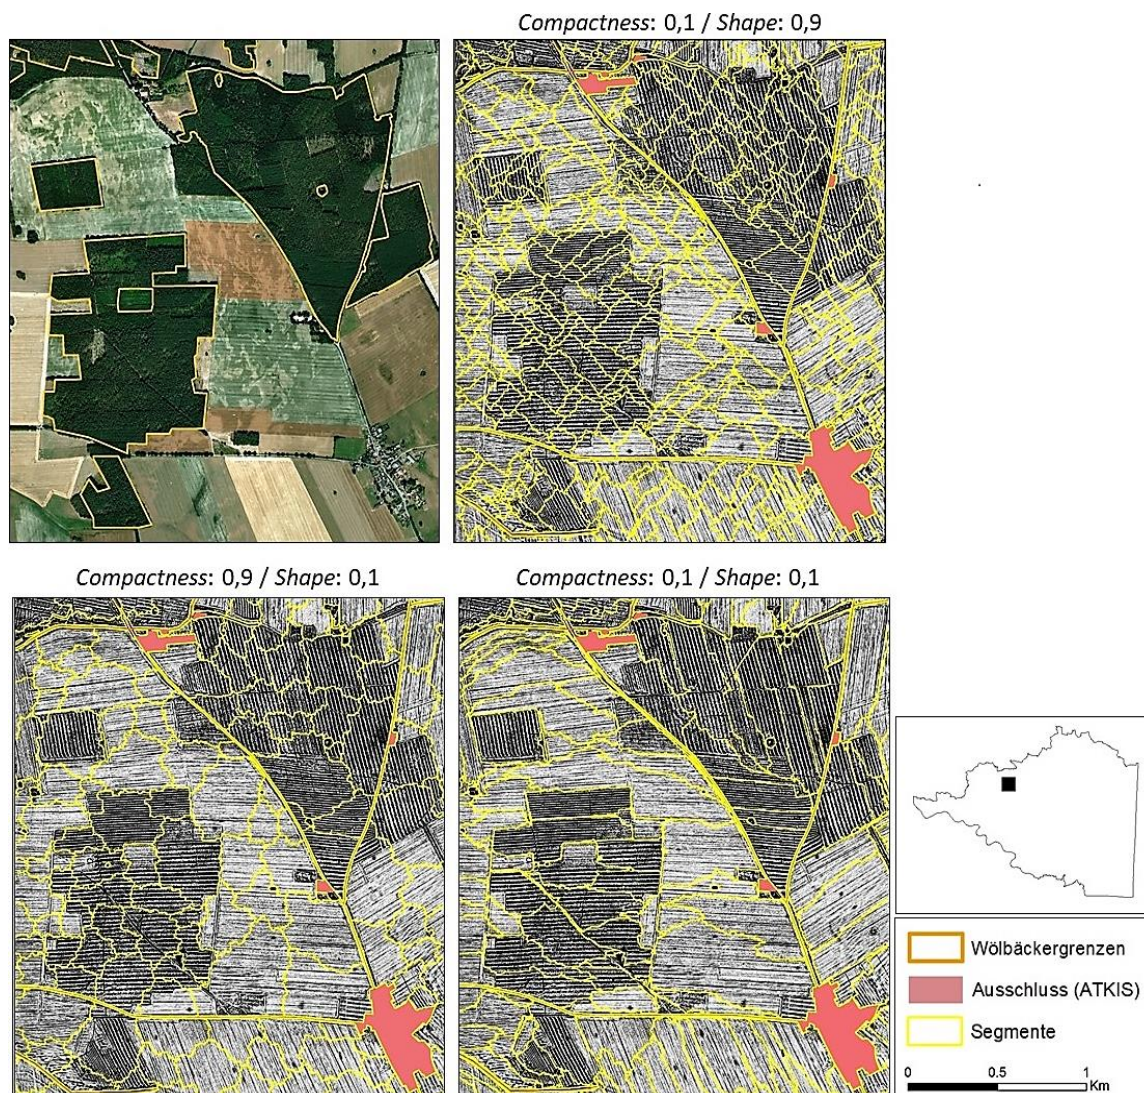 Compactness: 0,1 / Shape: 0,9
Compactness: 0,9 / Shape: 0,1
Compactness: 0,1 / Shape: 0,1
Wölbäckergrenzen
Ausschluss (ATKIS)
Segmente
0 0.5 1
Km